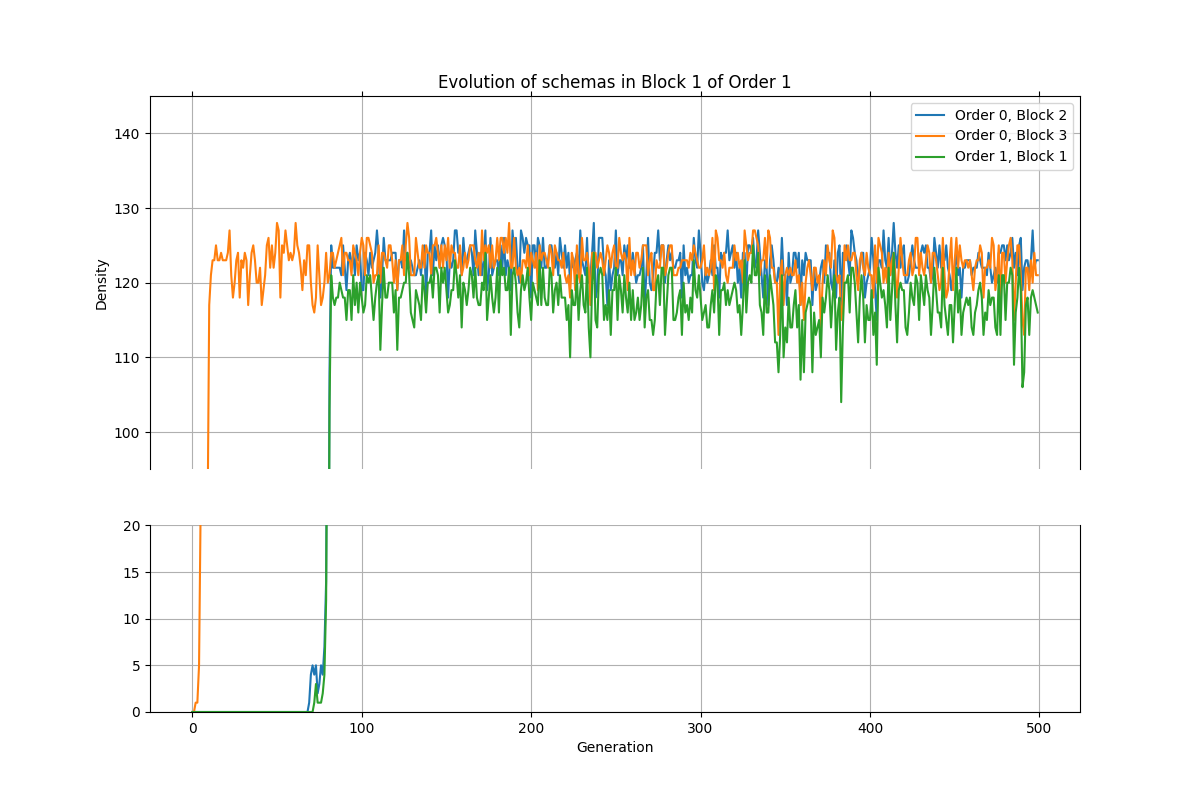 Evolution of schemas in Block 1 of Order 1
Order 0, Block 2
Order 0, Block 3
Order 1, Block 1
140
130
120
110
100
Density
20
15
10
5
0
0 100 200 300 400 500
Generation